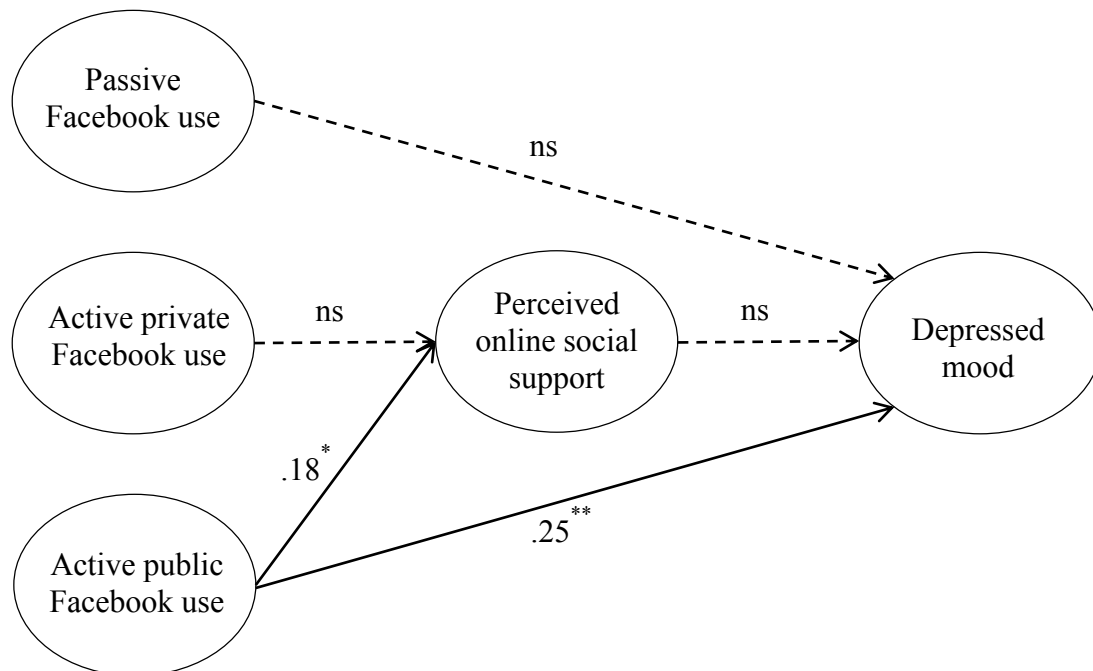 Passive
Facebook use
ns
Active private
Facebook use
ns
Perceived
online social
support
ns
Depressed
mood
.18*
.25**
Active public
Facebook use